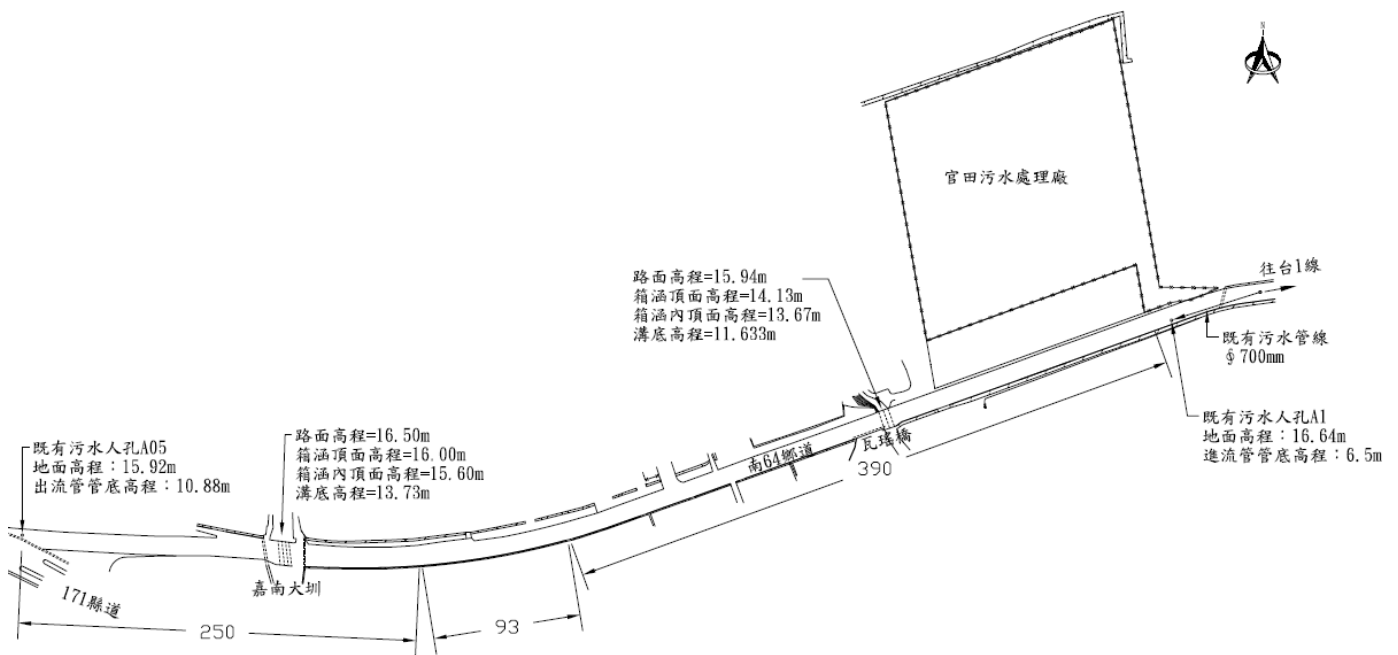 N
官田污水處理廠
往台1線
路面高程=15.94m
箱涵頂面高程=14.13m
箱涵內頂面高程=13.67m
溝底高程=11.633m
既有污水管線
∮700mm
既有污水人孔A1
地面高程：16.64m
進流管管底高程：6.5m
瓦瑤橋
南64鄉道
390
既有污水人孔A05
地面高程：15.92m
出流管管底高程：10.88m
路面高程=16.50m
箱涵頂面高程=16.00m
箱涵內頂面高程=15.60m
溝底高程=13.73m
嘉南大圳
171縣道
250
93